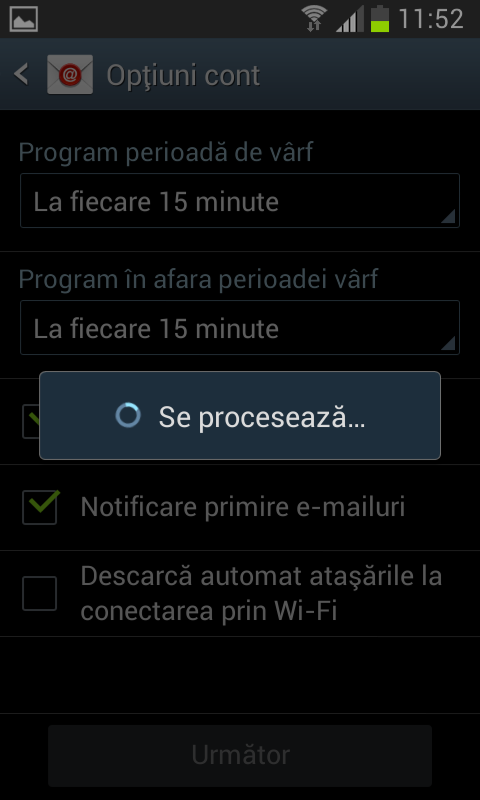 11:52
Opţiuni cont
Program perioadă de vârf
La fiecare 15 minute
Program în afara perioadei vârf
La fiecare 15 minute
Se procesează...
Notificare primire e-mailuri
Descarcă automat ataşările la
conectarea prin Wi-Fi
Următor